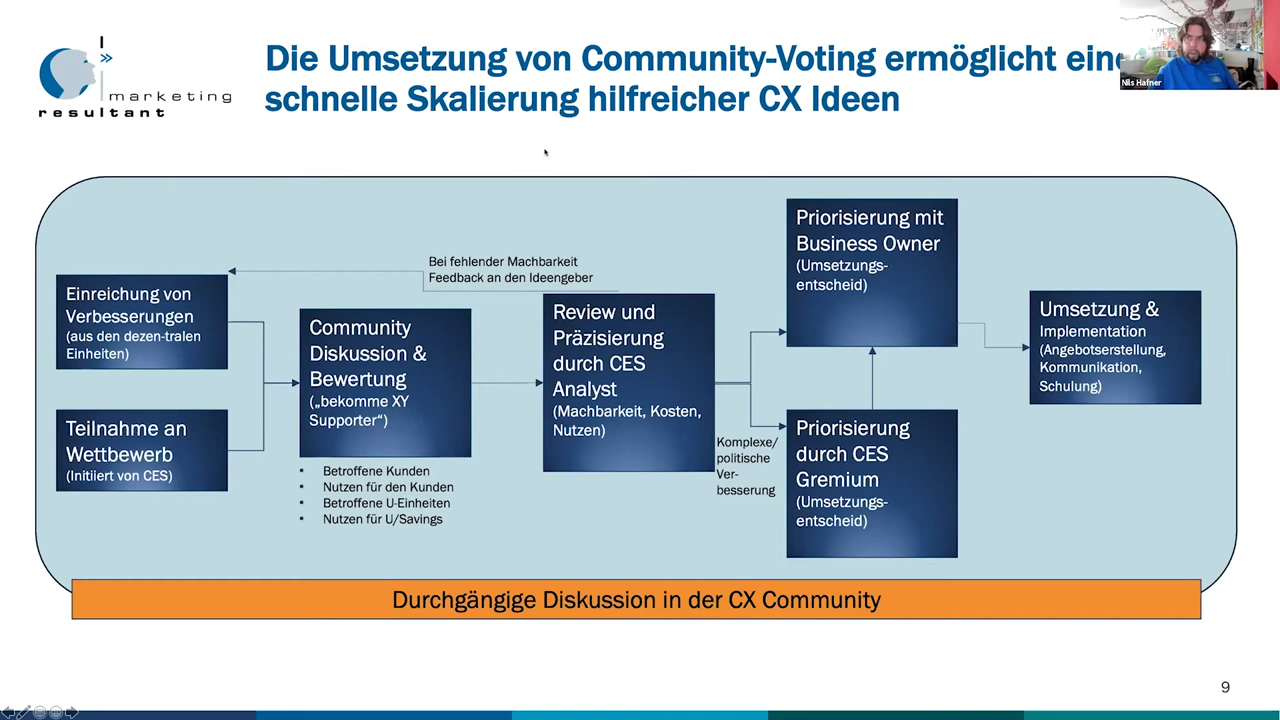 marketing
resultant
Die Umsetzung von Community-Voting ermöglicht eine
schnelle Skalierung hilfreicher CX Ideen
Nils Hafner
Einreichung von
Verbesserungen
(aus den dezen-tralen
Einheiten)
Teilnahme an
Wettbewerb
(Initiiert von CES)
Bei fehlender Machbarkeit
Feedback an den Ideengeber
Community
Diskussion &
Bewertung
(„bekomme XY
Supporter“)
• Betroffene Kunden
• Nutzen für den Kunden
• Betroffene U-Einheiten
• Nutzen für U/Savings
Review und
Präzisierung
durch CES
Analyst
(Machbarkeit, Kosten,
Nutzen)
Komplexe/
politische
Ver-
besserung
Priorisierung mit
Business Owner
(Umsetzungs-
entscheid)
Priorisierung
durch CES
Gremium
(Umsetzungs-
entscheid)
Umsetzung &
Implementation
(Angebotserstellung,
Kommunikation,
Schulung)
Durchgängige Diskussion in der CX Community
9